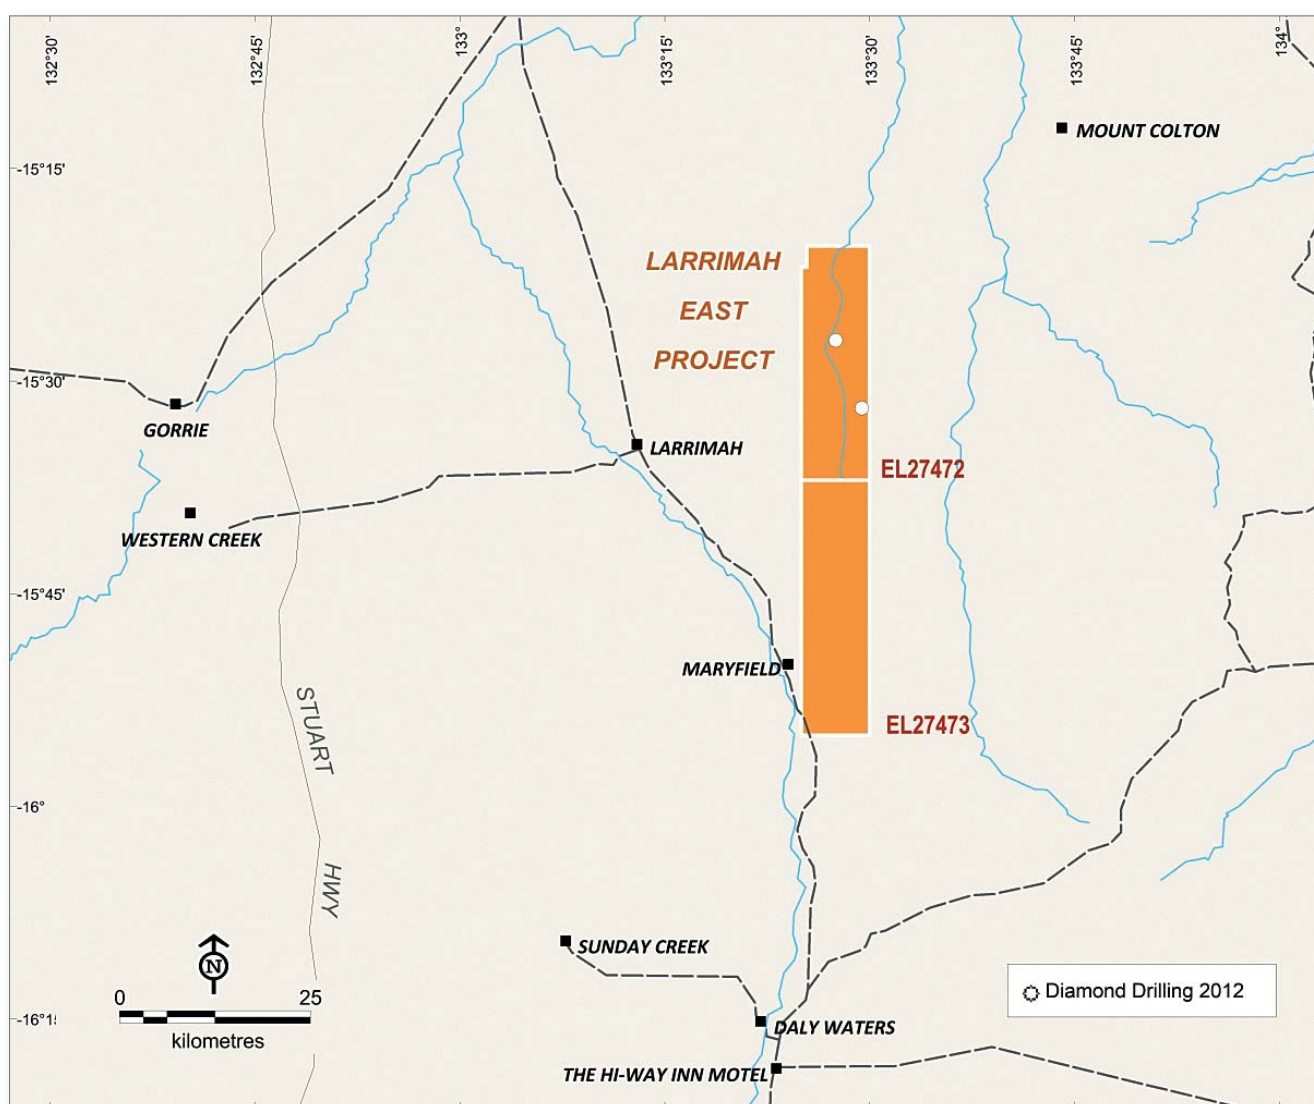 132°30'
132°45'
133°
133°15'
133°30'
133°45'
134°
MOUNT COLTON
-15°15'
LARRIMAH
EAST
PROJECT
-15°30'
GORRIE
LARRIMAH
EL27472
WESTERN CREEK
-15°45'
MARYFIELD
STUART
EL27473
-16°
HWY
SUNDAY CREEK
N
0 25
kilometres
Diamond Drilling 2012
-16°15
DALY WATERS
THE HI-WAY INN MOTEL